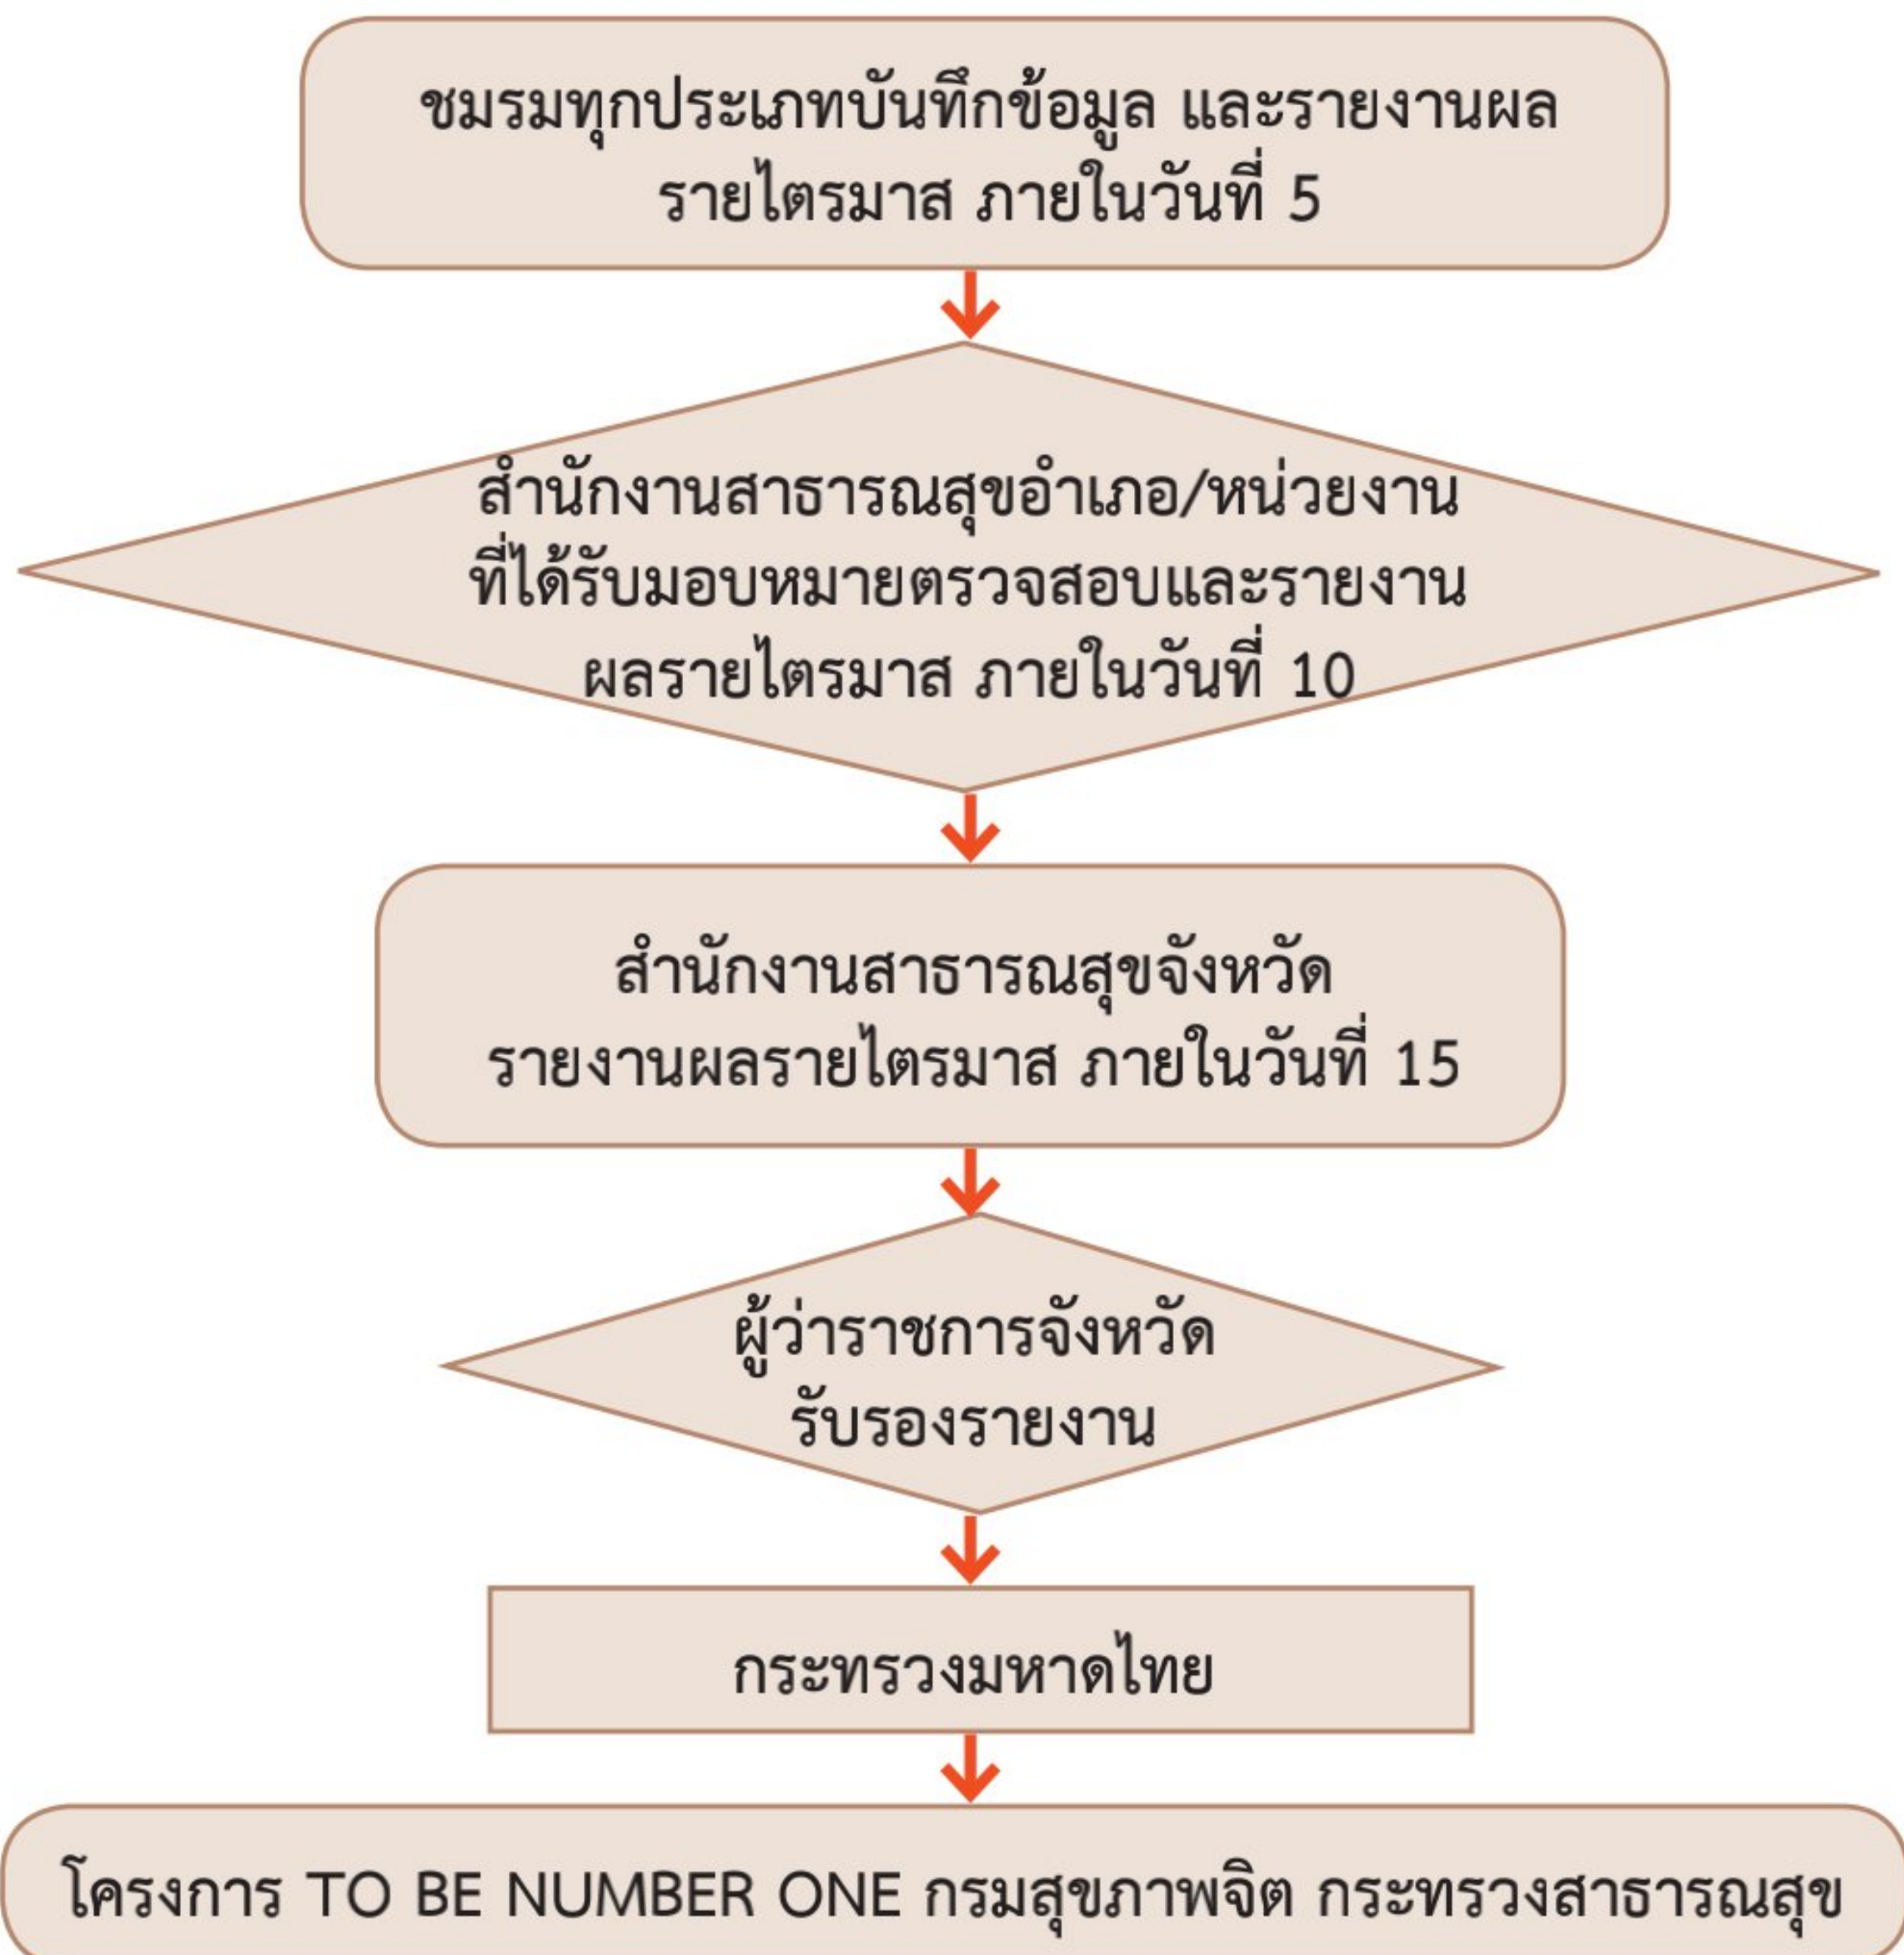 ชมรมทุกประเภทบันทึกข้อมูล และรายงานผล
รายไตรมาส ภายในวันที่ 5
สำนักงานสาธารณสุขอำเภอ/หน่วยงาน
ที่ได้รับมอบหมายตรวจสอบและรายงาน
ผลรายไตรมาส ภายในวันที่ 10
สำนักงานสาธารณสุขจังหวัด
รายงานผลรายไตรมาส ภายในวันที่ 15
ผู้ว่าราชการจังหวัด
รับรองรายงาน
กระทรวงมหาดไทย
โครงการ TO BE NUMBER ONE กรมสุขภาพจิต กระทรวงสาธารณสุข